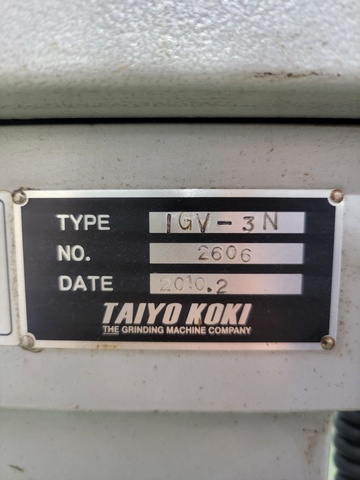 TYPE IGV-3N
NO. 2606
DATE 2010.2
TAIYO KOKI
THE GRINDING MACHINE COMPANY